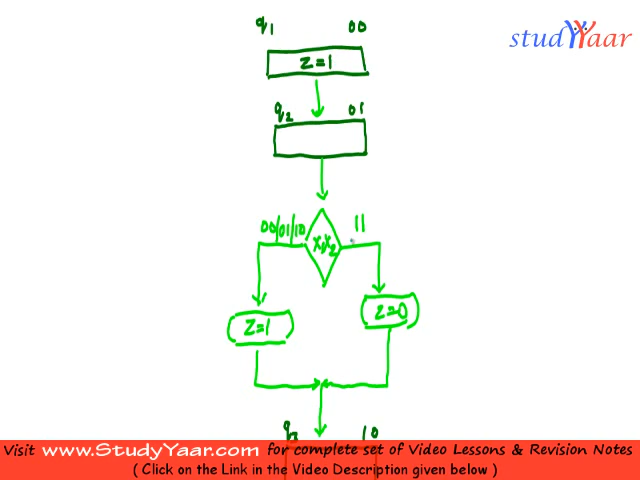 q1 00
studYYaar
z=1
q2 01
00/01/10 11
x1x2
z=0
z=1
q3 10
Visit www.StudyYaar.com for complete set of Video Lessons & Revision Notes
( Click on the Link in the Video Description given below )